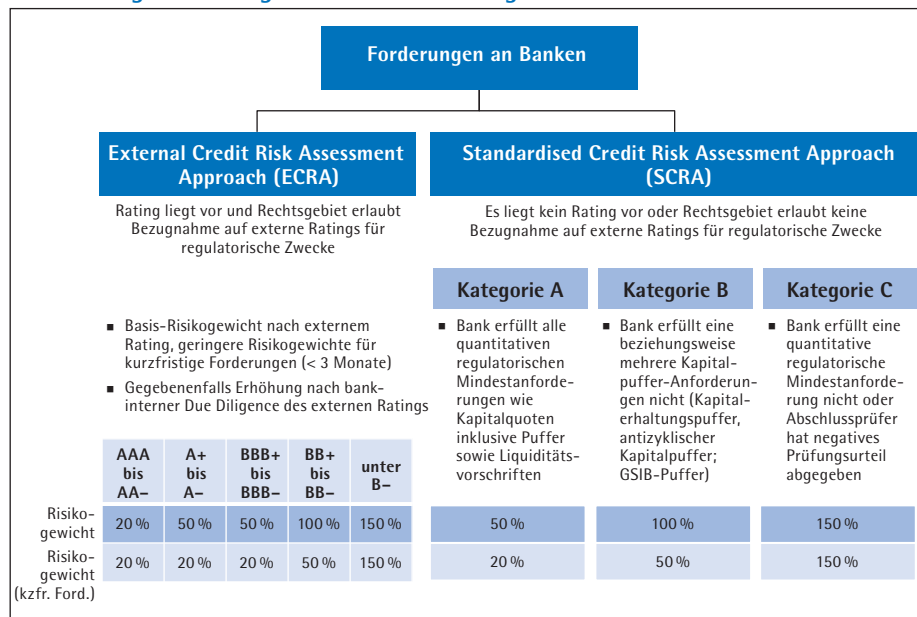 Forderungen an Banken
External Credit Risk Assessment
Approach (ECRA)
Rating liegt vor und Rechtsgebiet erlaubt
Bezugnahme auf externe Ratings für
regulatorische Zwecke
■ Basis-Risikogewicht nach externem
Rating, geringere Risikogewichte für
kurzfristige Forderungen (< 3 Monate)
■ Gegebenenfalls Erhöhung nach bank-
interner Due Diligence des externen Ratings
Standardised Credit Risk Assessment Approach
(SCRA)
Es liegt kein Rating vor oder Rechtsgebiet erlaubt keine
Bezugnahme auf externe Ratings für regulatorische Zwecke
Kategorie A
■ Bank erfüllt alle
quantitativen
regulatorischen
Mindestanforde-
rungen wie
Kapitalquoten
inklusive Puffer
sowie Liquiditäts-
vorschriften
Kategorie B
■ Bank erfüllt eine
beziehungsweise
mehrere Kapital-
puffer-Anforderun-
gen nicht (Kapital-
erhaltungspuffer,
antizyklischer
Kapitalpuffer;
GSIB-Puffer)
Kategorie C
■ Bank erfüllt eine
quantitative
regulatorische
Mindestanforde-
rung nicht oder
Abschlussprüfer
hat negatives
Prüfungsurteil
abgegeben
AAA
bis
AA–
A+
bis
A–
BBB+
bis
BBB–
BB+
bis
BB–
unter
B–
Risiko-
gewicht
20 % 50 % 50 % 100 % 150 % 50 % 100 % 150 %
Risiko-
gewicht
(kzfr. Ford.)
20 % 20 % 20 % 50 % 150 % 20 % 50 % 150 %